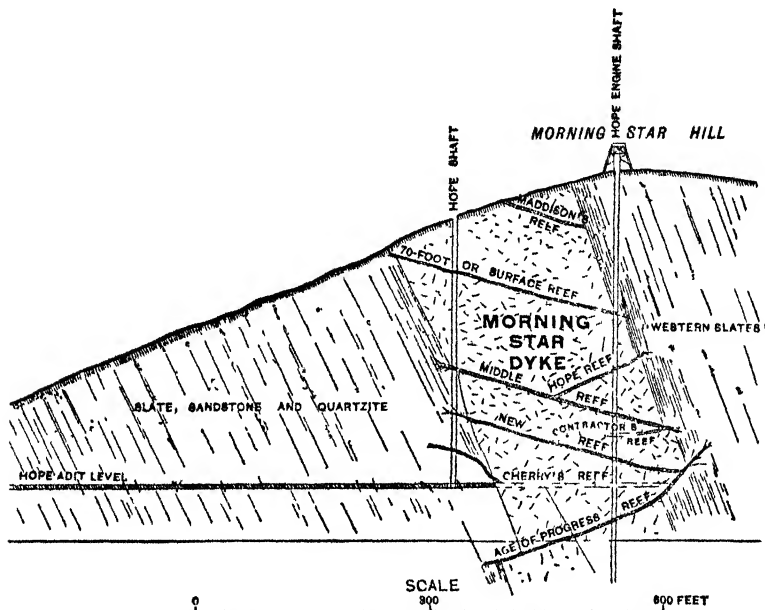 HOPE ENGINE SHAFT
MORNING STAR HILL
HOPE SHAFT
MADDISON'S
REEF
70-FOOT OR SURFACE REEF
MORNING
STAR
DYKE
WESTERN SLATES
HOPE REEF
MIDDLE REEF
SLATE, SANDSTONE AND QUARTZITE
CONTRACTOR'S
REEF
NEW REEF
HOPE ADIT LEVEL
CHERRY'S REEF
AGE OF PROGRESS REEF
SCALE
0 300 600 FEET